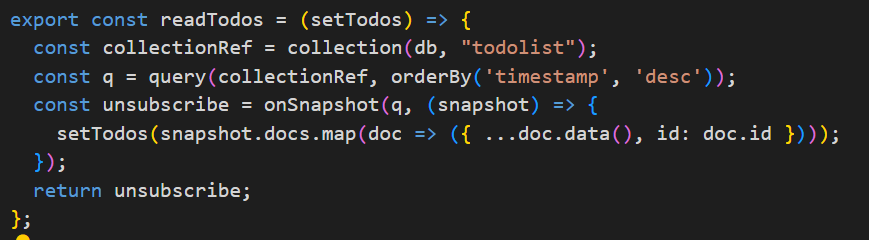 export const readTodos = (setTodos) => {
  const collectionRef = collection(db, "todolist");
  const q = query(collectionRef, orderBy('timestamp', 'desc'));
  const unsubscribe = onSnapshot(q, (snapshot) => {
    setTodos(snapshot.docs.map(doc => ({ ...doc.data(), id: doc.id })));
  });
  return unsubscribe;
};